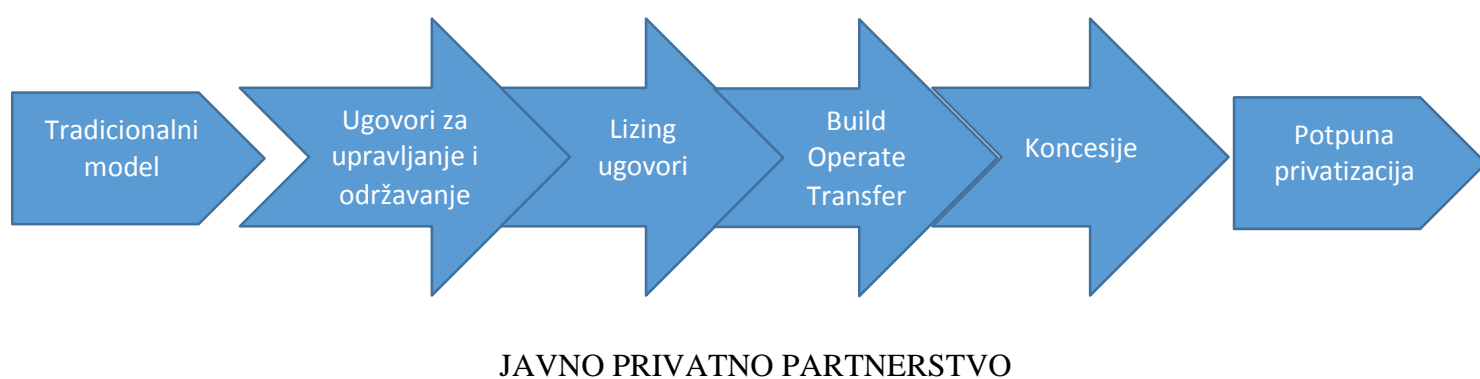 Tradicionalni
model
Ugovori za
upravljanje i
održavanje
Lizing
ugovori
Build
Operate
Transfer
Koncesije
Potpuna
privatizacija
JAVNO PRIVATNO PARTNERSTVO